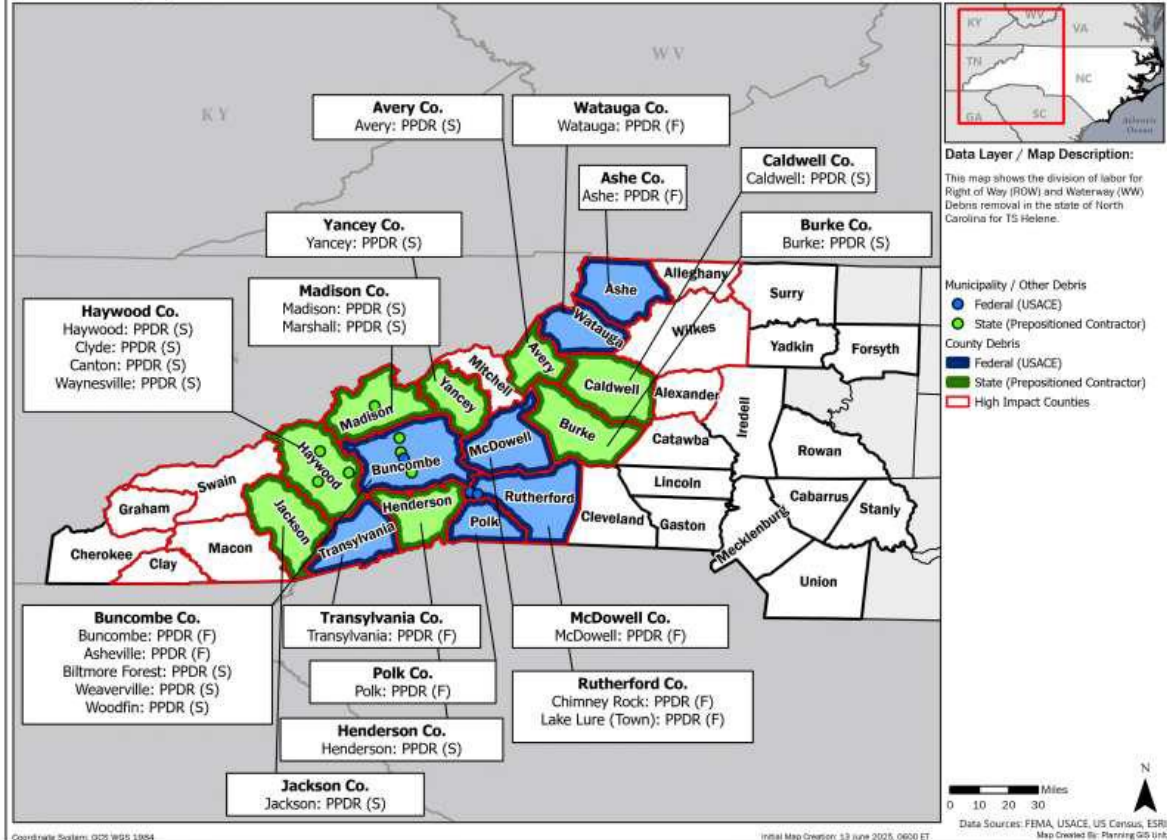 KY
WV
Avery Co.
Avery: PPDR (S)
Watauga Co.
Watauga: PPDR (F)
Ashe Co.
Ashe: PPDR (F)
Caldwell Co.
Caldwell: PPDR (S)
Burke Co.
Burke: PPDR (S)
Yancey Co.
Yancey: PPDR (S)
Madison Co.
Madison: PPDR (S)
Marshall: PPDR (S)
Haywood Co.
Haywood: PPDR (S)
Clyde: PPDR (S)
Canton: PPDR (S)
Waynesville: PPDR (S)
Ashe
Alleghany
Surry
Watauga
Wilkes
Yadkin
Forsyth
Avery
Mitchell
Caldwell
Alexander
Iredell
Yancey
Madison
Burke
McDowell
Catawba
Rowan
Buncombe
Haywood
Swain
Lincoln
Rutherford
Cabarrus
Stanly
Graham
Henderson
Jackson
Polk
Cleveland
Gaston
Mecklenburg
Transylvania
Macon
Cherokee
Clay
Union
Buncombe Co.
Buncombe: PPDR (F)
Asheville: PPDR (F)
Biltmore Forest: PPDR (S)
Weaverville: PPDR (S)
Woodfin: PPDR (S)
Transylvania Co.
Transylvania: PPDR (F)
McDowell Co.
McDowell: PPDR (F)
Polk Co.
Polk: PPDR (F)
Rutherford Co.
Chimney Rock: PPDR (F)
Lake Lure (Town): PPDR (F)
Henderson Co.
Henderson: PPDR (S)
Jackson Co.
Jackson: PPDR (S)
Coordinate System: GCS WGS 1984
Initial Map Creation: 13 June 2025, 0600 ET
KY
WV
VA
TN
NC
GA
SC
Atlantic
Ocean
Data Layer / Map Description:
This map shows the division of labor for
Right of Way (ROW) and Waterway (WW)
Debris removal in the state of North
Carolina for TS Helene.
Municipality / Other Debris
Federal (USACE)
State (Prepositioned Contractor)
County Debris
Federal (USACE)
State (Prepositioned Contractor)
High Impact Counties
N
Miles
0 10 20 30
Data Sources: FEMA, USACE, US Census, ESRI
Map Created By: Planning GIS Unit